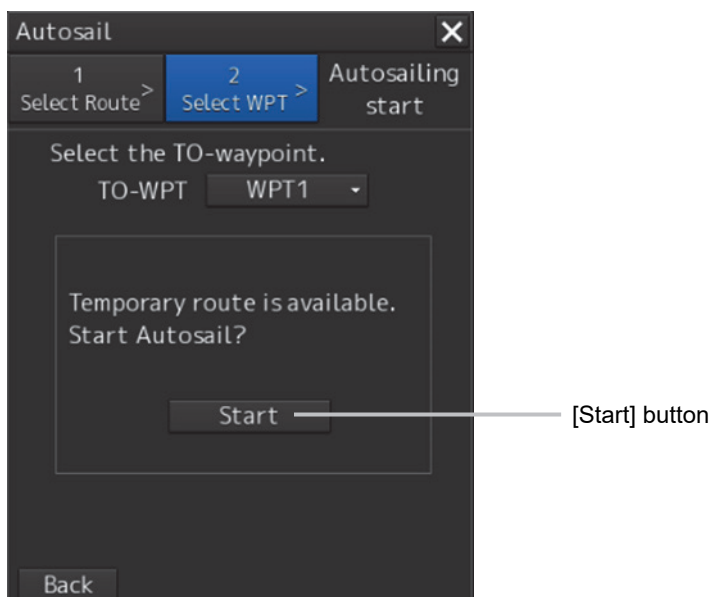 Autosail
1
Select Route >
2
Select WPT >
Autosailing
start
Select the TO-waypoint.
TO-WPT WPT1
Temporary route is available.
Start Autosail?
Start
[Start] button
Back